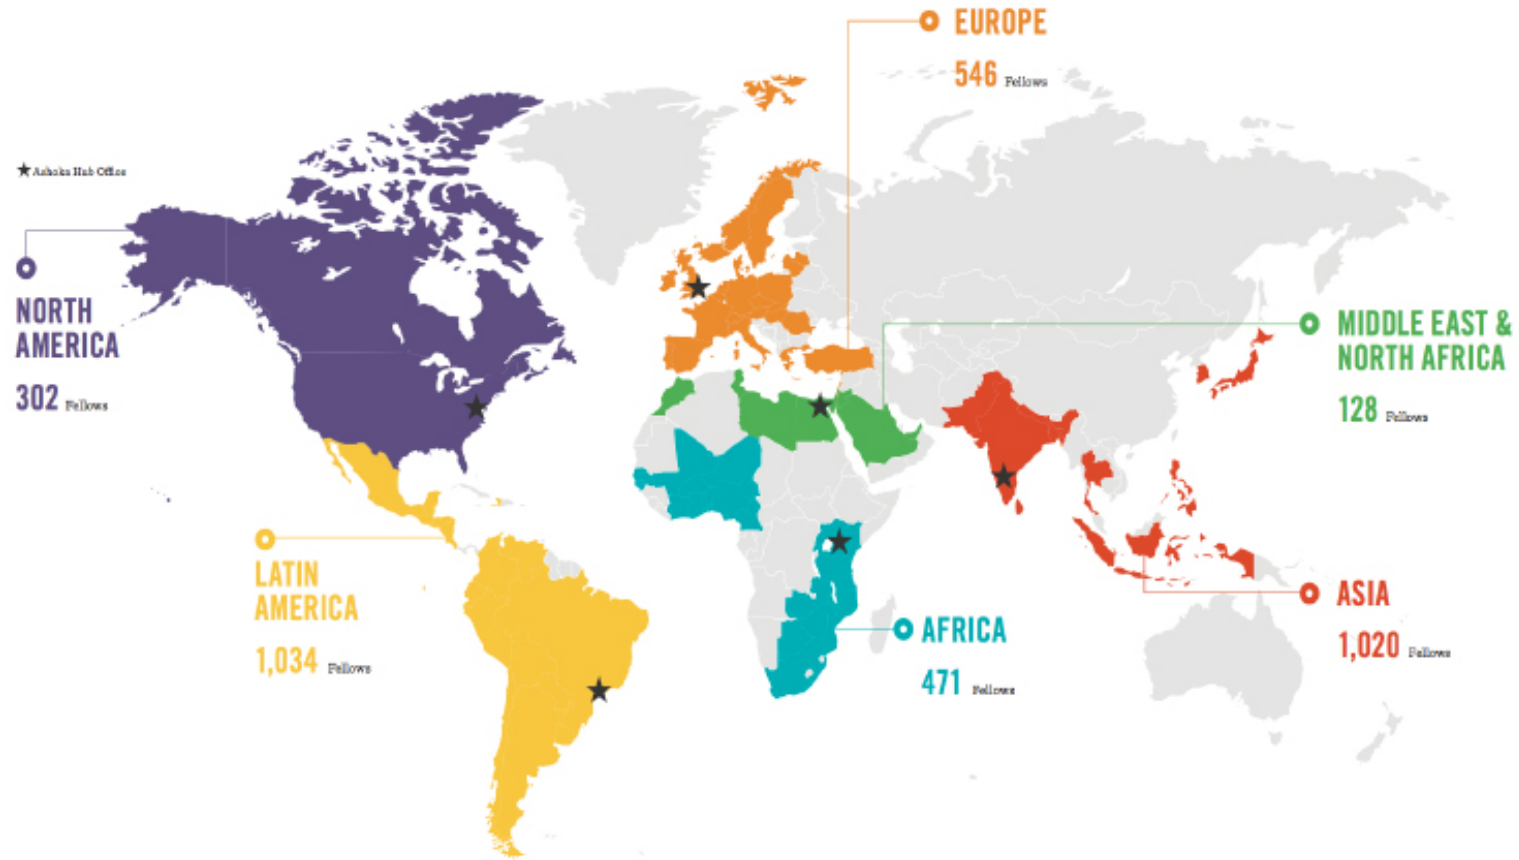 EUROPE
546 Fellows
★ Ashoka Hub Office
NORTH
AMERICA
302 Fellows
MIDDLE EAST &
NORTH AFRICA
128 Fellows
LATIN
AMERICA
1,034 Fellows
AFRICA
471 Fellows
ASIA
1,020 Fellows